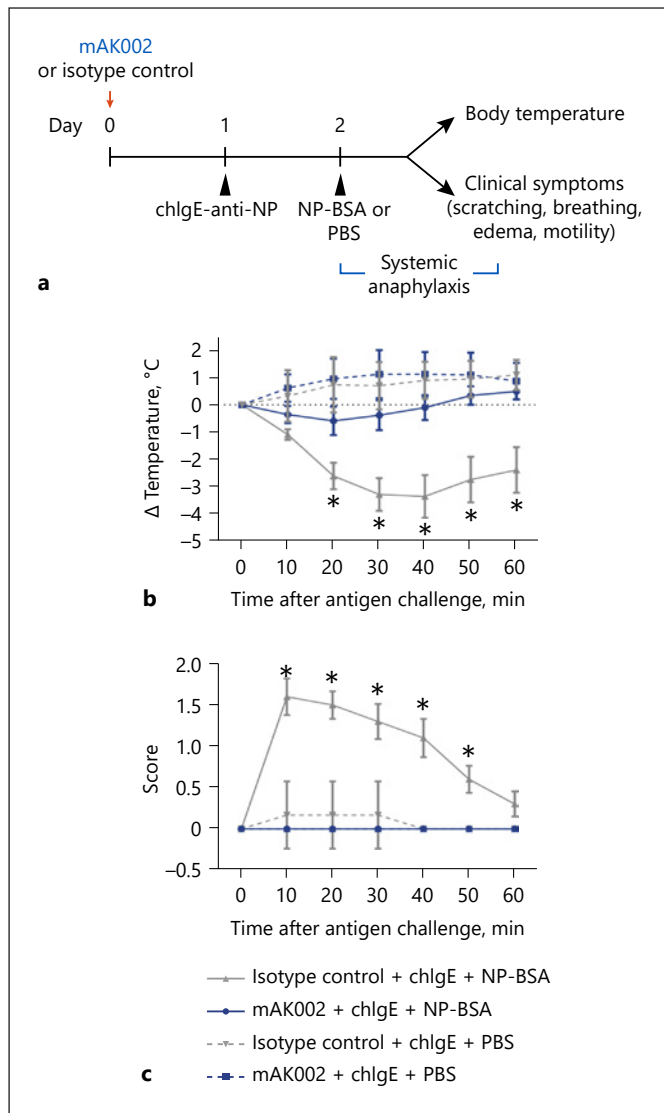 mAK002
or isotype control
Day 0 1 2
Body temperature
chIgE-anti-NP
NP-BSA or
PBS
Clinical symptoms
(scratching, breathing,
edema, motility)
Systemic
anaphylaxis
a
Δ Temperature, °C
2
1
0
–1
–2
–3
–4
–5
* * * * *
0 10 20 30 40 50 60
b Time after antigen challenge, min
Score
2.0
1.5
1.0
0.5
0
–0.5
* * * * *
0 10 20 30 40 50 60
Time after antigen challenge, min
Isotype control + chIgE + NP-BSA
mAK002 + chIgE + NP-BSA
Isotype control + chIgE + PBS
c mAK002 + chIgE + PBS